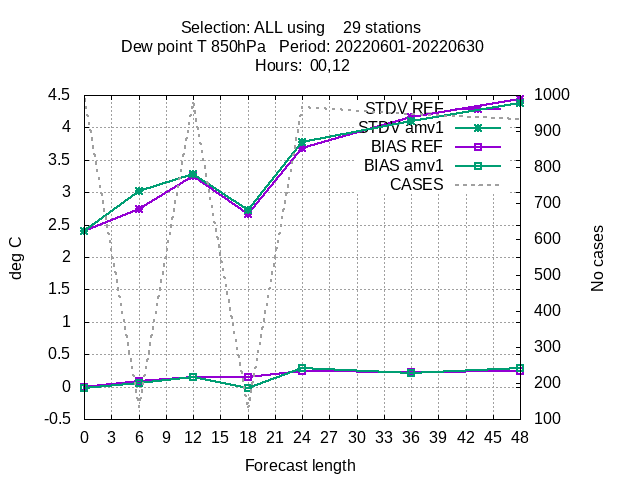 Selection: ALL using 29 stations
Dew point T 850hPa Period: 20220601-20220630
Hours: 00,12
4.5
4
3.5
3
2.5
2
1.5
1
0.5
0
-0.5
deg C
STDV REF
STDV amv1
BIAS REF
BIAS amv1
CASES
1000
900
800
700
600
500
400
300
200
100
No cases
0 3 6 9 12 15 18 21 24 27 30 33 36 39 42 45 48
Forecast length